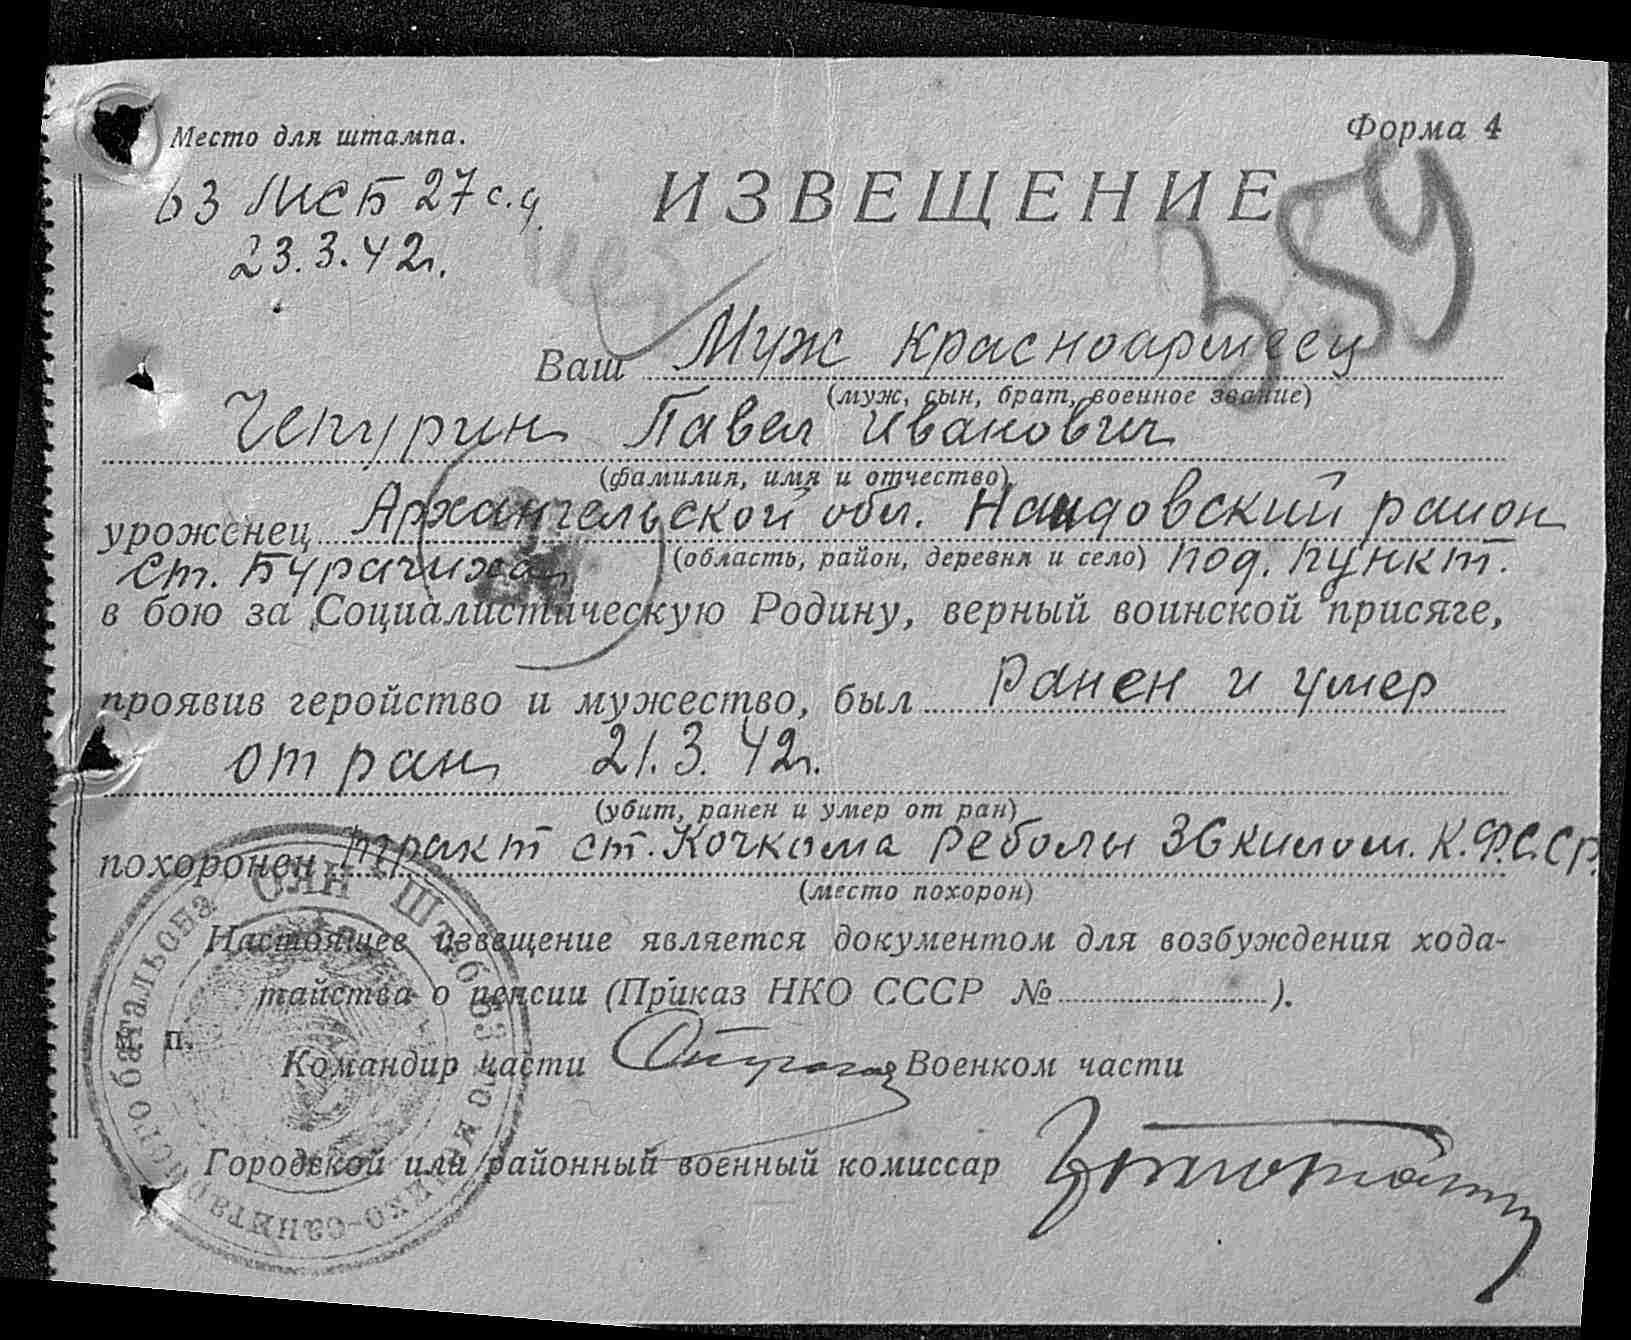 Место для штампа.
Форма 4
63 МСБ 27 с.д.
23.3.42г.
ИЗВЕЩЕНИЕ
359
Ваш Муж красноармеец
(муж, сын, брат, военное звание)
Чепурин Павел Иванович
(фамилия, имя и отчество)
уроженец Архангельской обл. район
(область, район, деревня и село) под. пункт.
ст. Бурачиха
в бою за Социалистическую Родину, верный воинской присяге,
проявив геройство и мужество, был Ранен и умер
от ран 21.3.42г.
(убит, ранен и умер от ран)
похоронен тракт ст. Кочкома Реболы 36 килом. К.Ф.С.С.Р.
(место похорон)
Настоящее извещение является документом для возбуждения хода-
тайства о пенсии (Приказ НКО СССР № ).
М. П.
Командир части Военком части
Городской или районный военный комиссар